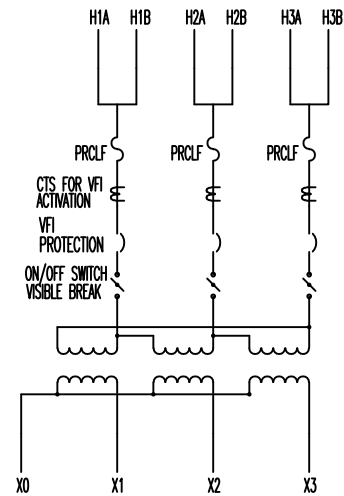 H1A H1B H2A H2B H3A H3B
PRCLF PRCLF PRCLF
CTS FOR VFI
ACTIVATION
VFI
PROTECTION
ON/OFF SWITCH
VISIBLE BREAK
X0 X1 X2 X3